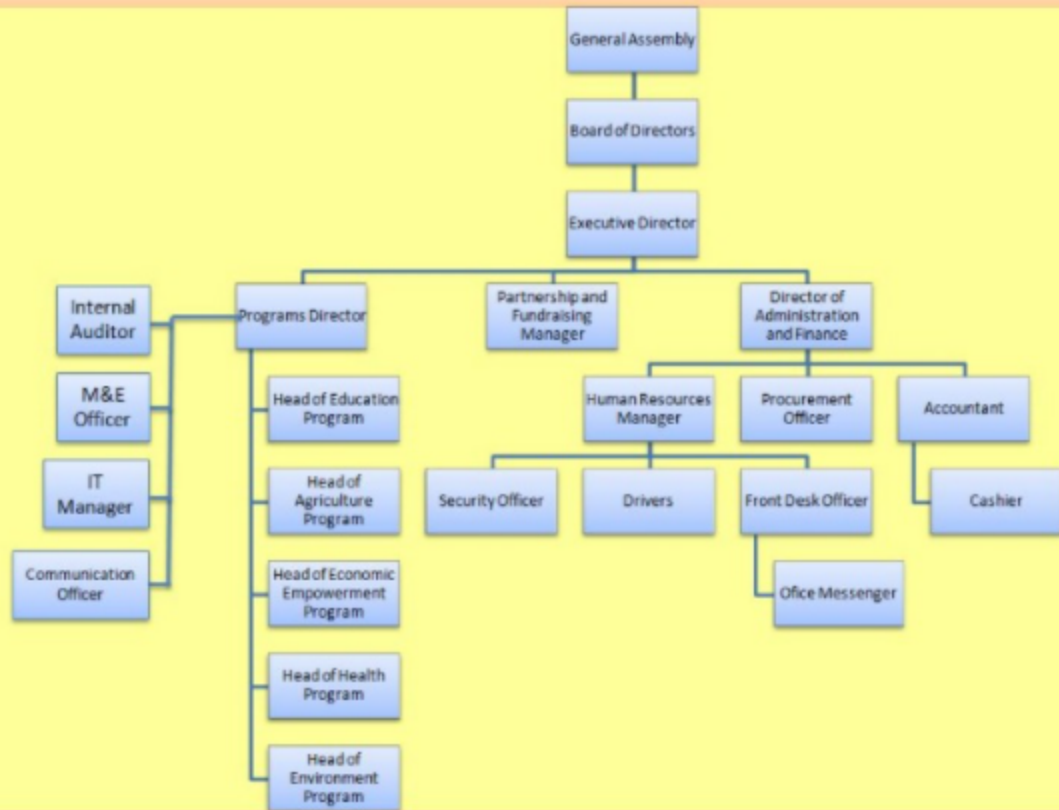 General Assembly
Board of Directors
Executive Director
Internal
Auditor
Programs Director
Partnership and
Fundraising
Manager
Director of
Administration
and Finance
M&E
Officer
Head of Education
Program
Human Resources
Manager
Procurement
Officer
Accountant
IT
Manager
Head of
Agriculture
Program
Security Officer
Drivers
Front Desk Officer
Cashier
Communication
Officer
Head of Economic
Empowerment
Program
Ofice Messenger
Head of Health
Program
Head of
Environment
Program